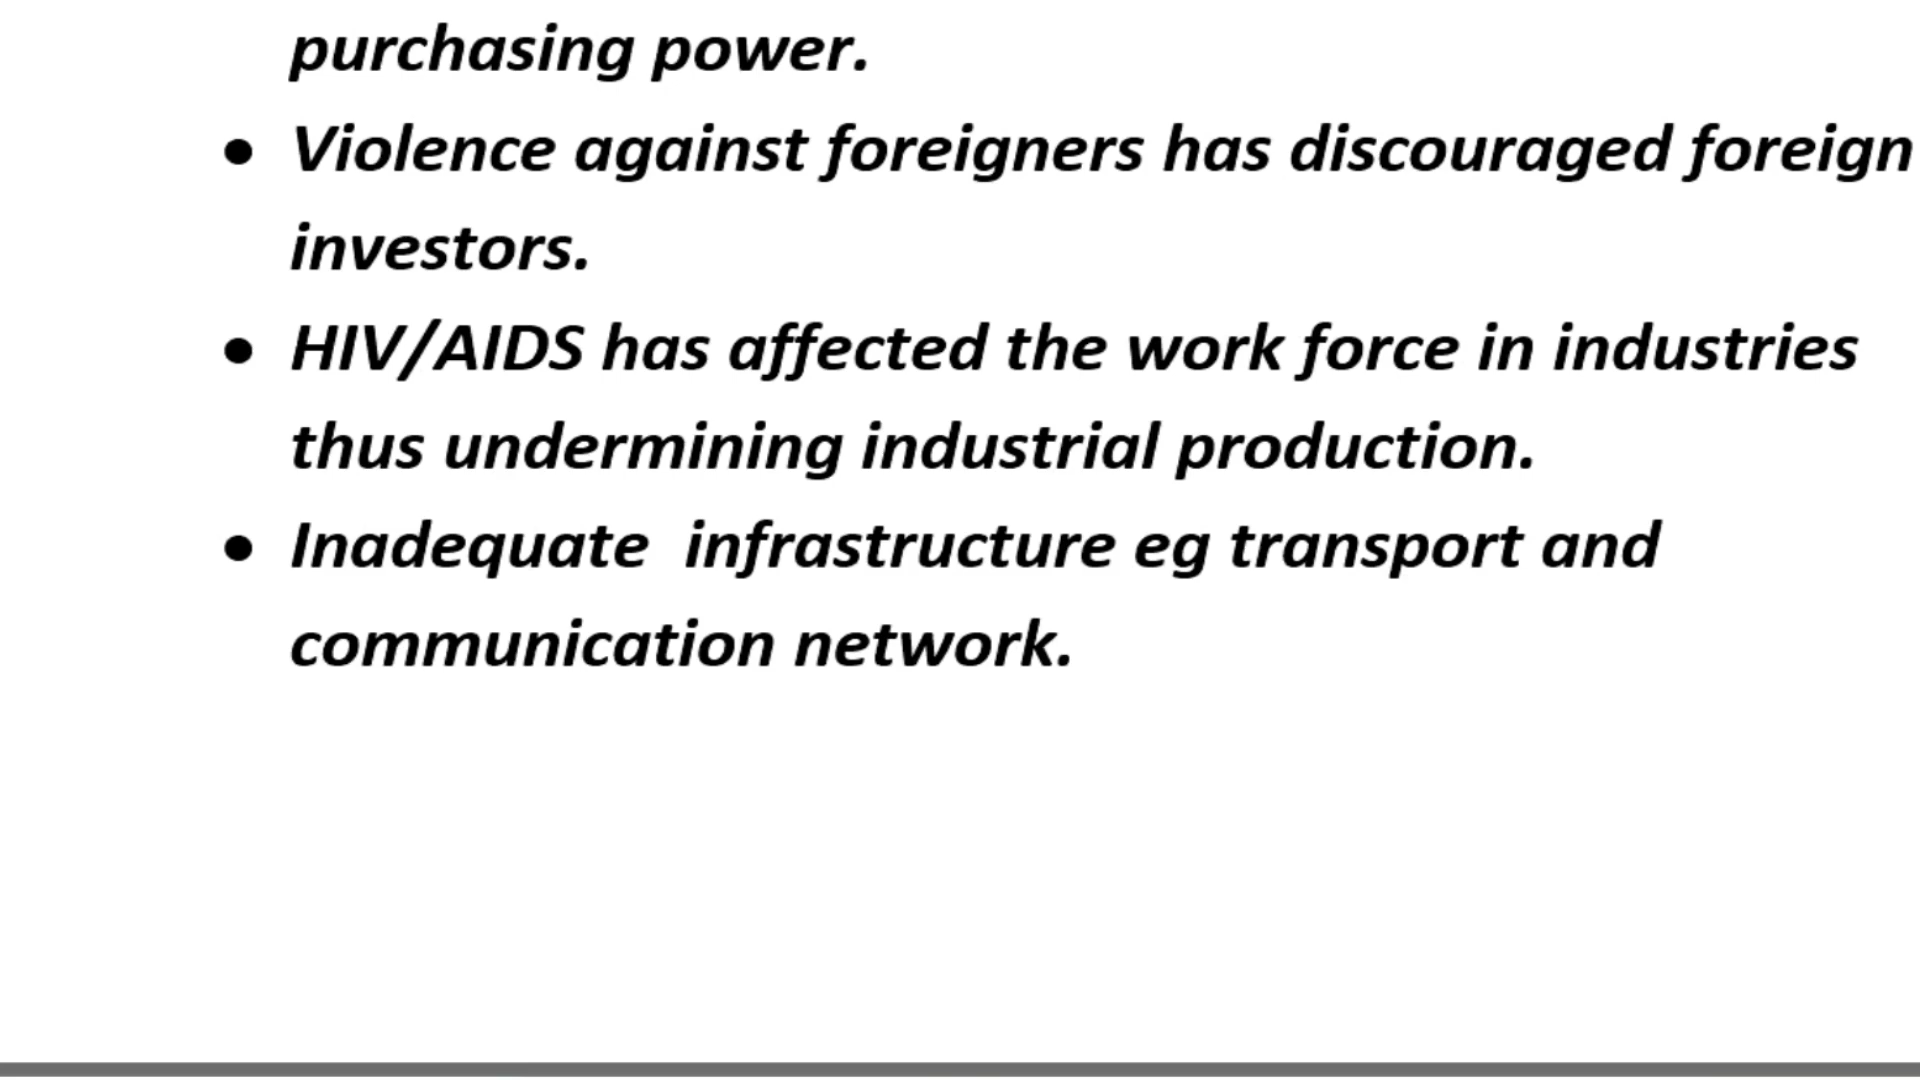 purchasing power.
• Violence against foreigners has discouraged foreign
investors.
• HIV/AIDS has affected the work force in industries
thus undermining industrial production.
• Inadequate  infrastructure eg transport and
communication network.